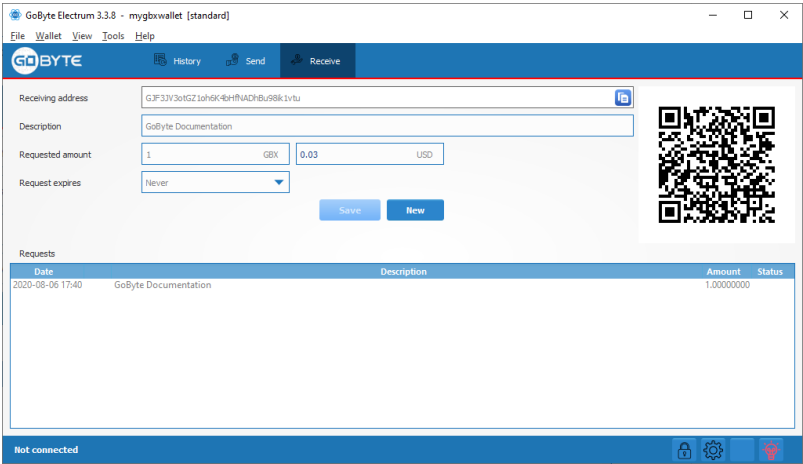 GoByte Electrum 3.3.8 - mygbxwallet [standard]
File Wallet View Tools Help
GOBYTE History Send Receive
Receiving address GJF3JV3otGZ1oh6K4bHfNADhBu98ik1vtu
Description GoByte Documentation
Requested amount 1 GBX 0.03 USD
Request expires Never
Save New
Requests
Date Description Amount Status
2020-08-06 17:40 GoByte Documentation 1.00000000
Not connected